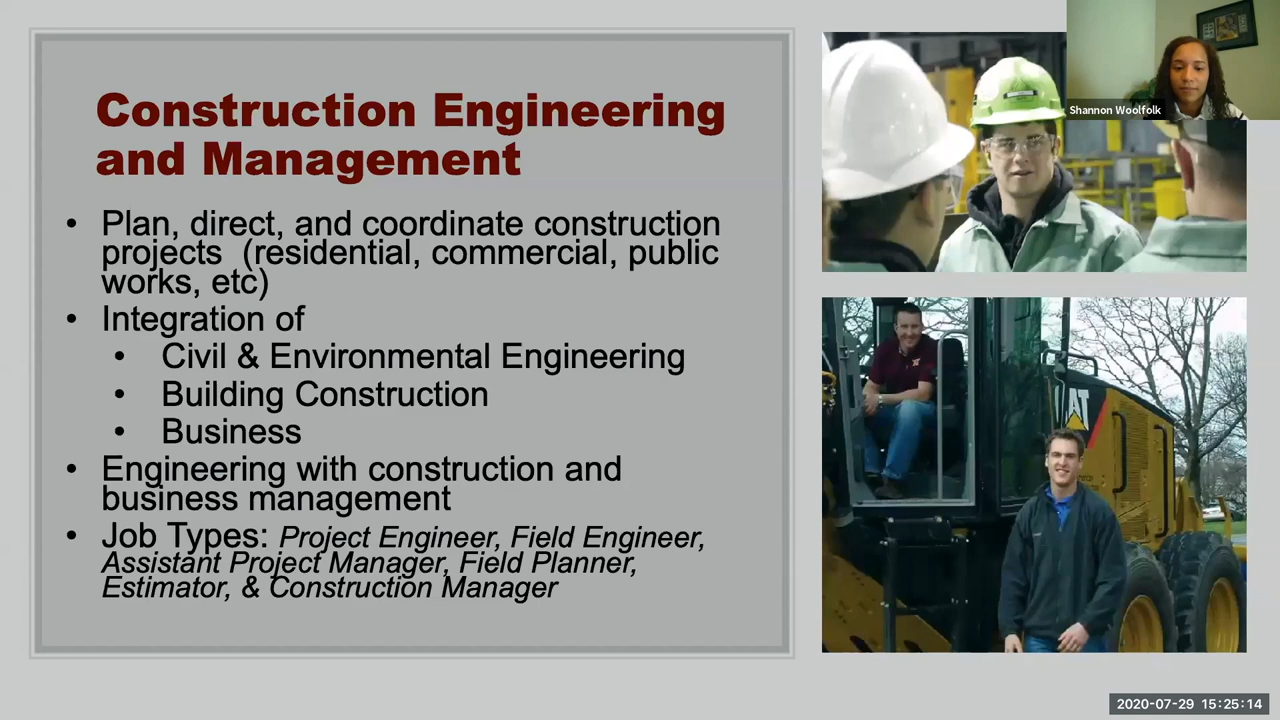 Construction Engineering
and Management
• Plan, direct, and coordinate construction
projects (residential, commercial, public
works, etc)
• Integration of
• Civil & Environmental Engineering
• Building Construction
• Business
• Engineering with construction and
business management
• Job Types: Project Engineer, Field Engineer,
Assistant Project Manager, Field Planner,
Estimator, & Construction Manager
Shannon Woolfolk
CAT
2020-07-29 15:25:14